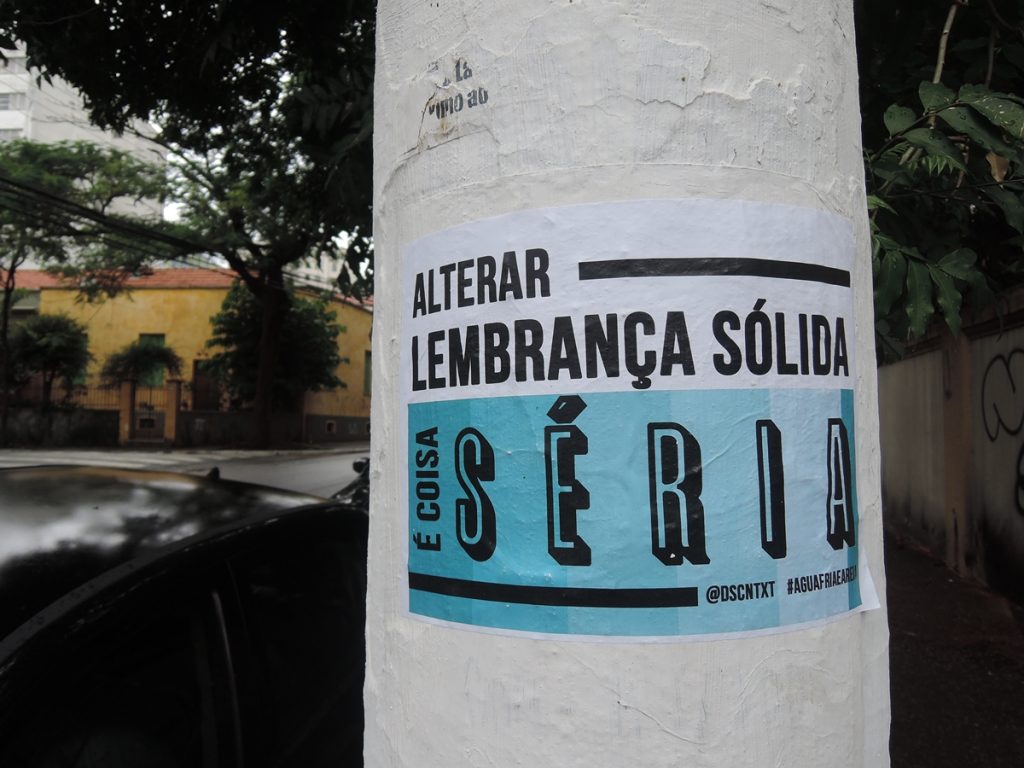 ALTERAR
LEMBRANÇA SÓLIDA
É COISA
SÉRIA
@DSCNTXT #AGUAFRIAEAREIA